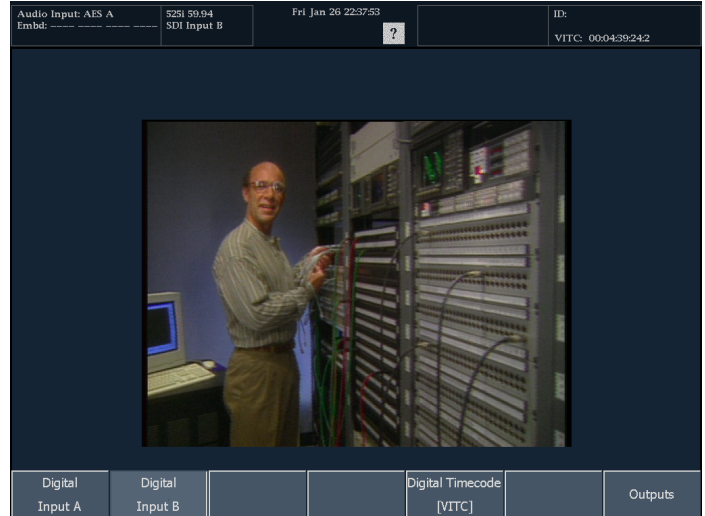 Audio Input: AES A
Embd: –––– –––– –––– ––––
525i 59.94
SDI Input B
Fri Jan 26 22:37:53
?
ID:
VITC: 00:04:39:24:2
Digital
Input A
Digital
Input B
Digital Timecode
[VITC]
Outputs